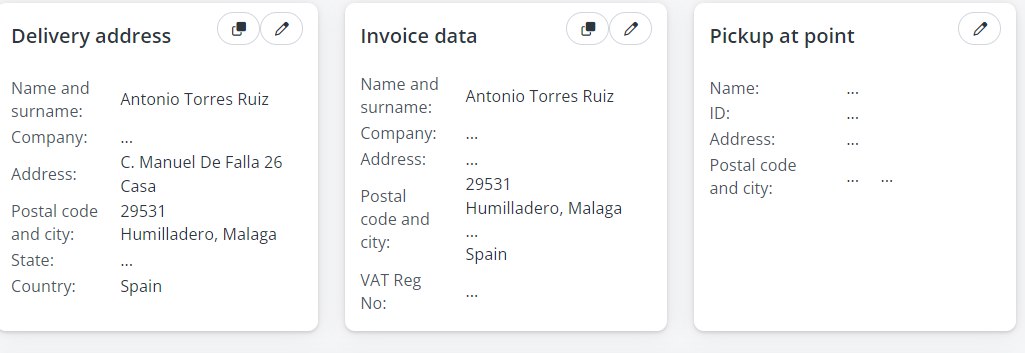 Delivery address
Name and
surname:
Antonio Torres Ruiz
Company:
...
Address:
C. Manuel De Falla 26
Casa
Postal code
and city:
29531
Humilladero, Malaga
State:
...
Country:
Spain
Invoice data
Name and
surname:
Antonio Torres Ruiz
Company:
...
Address:
...
Postal
code and
city:
29531
Humilladero, Malaga
...
Spain
VAT Reg
No:
...
Pickup at point
Name:
...
ID:
...
Address:
...
Postal code
and city:
... ...